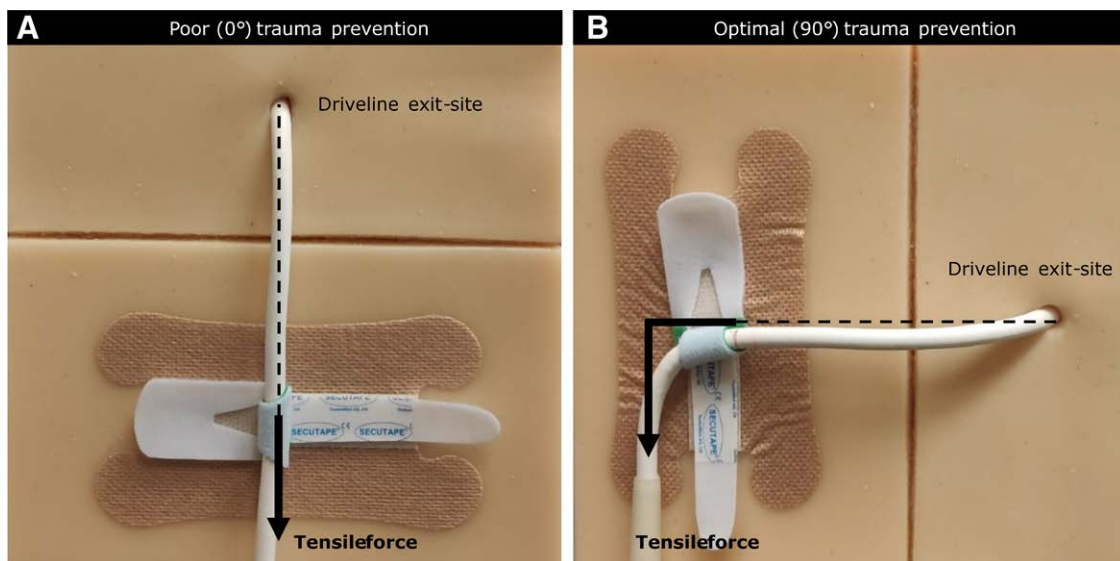 A Poor (0°) trauma prevention
Driveline exit-site
SECUTAPE
SECUTAPE
SECUTAPE
Tensileforce
B Optimal (90°) trauma prevention
Driveline exit-site
SECUTAPE
Tensileforce